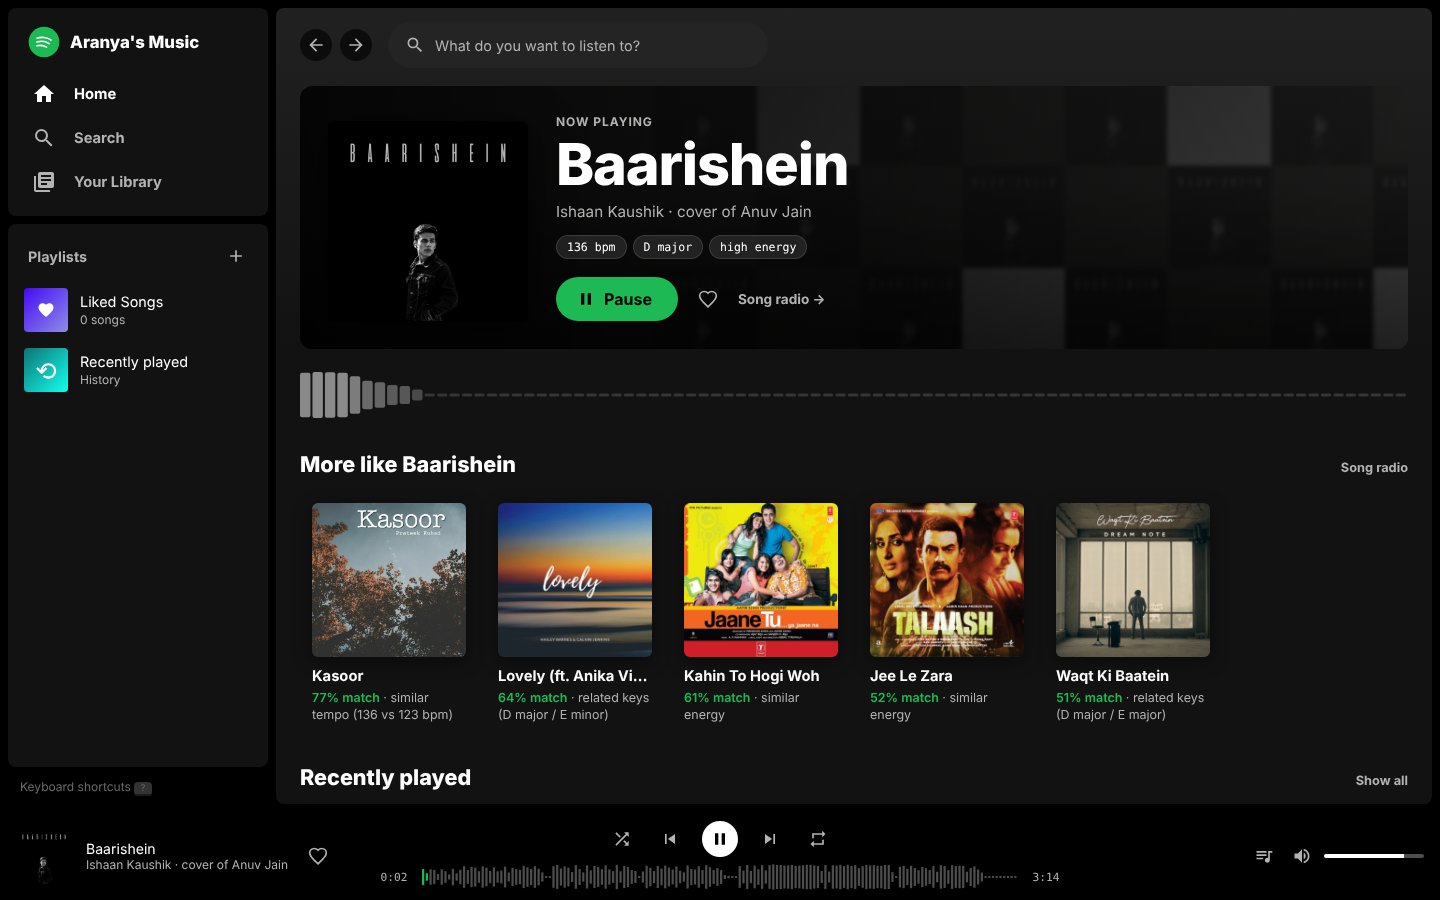 Aranya's Music
Home
Search
Your Library
Playlists
Liked Songs
0 songs
Recently played
History
Keyboard shortcuts ?
What do you want to listen to?
BAARISHEIN
NOW PLAYING
Baarishein
Ishaan Kaushik · cover of Anuv Jain
136 bpm
D major
high energy
Pause
Song radio →
More like Baarishein
Song radio
Kasoor
Prateek Kuhad
lovely
Jaane Tu
...ya jaane na
TALAASH
Waqt Ki Baatein
DREAM NOTE
Kasoor
77% match · similar
tempo (136 vs 123 bpm)
Lovely (ft. Anika Vi...
64% match · related keys
(D major / E minor)
Kahin To Hogi Woh
61% match · similar
energy
Jee Le Zara
52% match · similar
energy
Waqt Ki Baatein
51% match · related keys
(D major / E major)
Recently played
Show all
BAARISHEIN
Baarishein
Ishaan Kaushik · cover of Anuv Jain
0:02
3:14